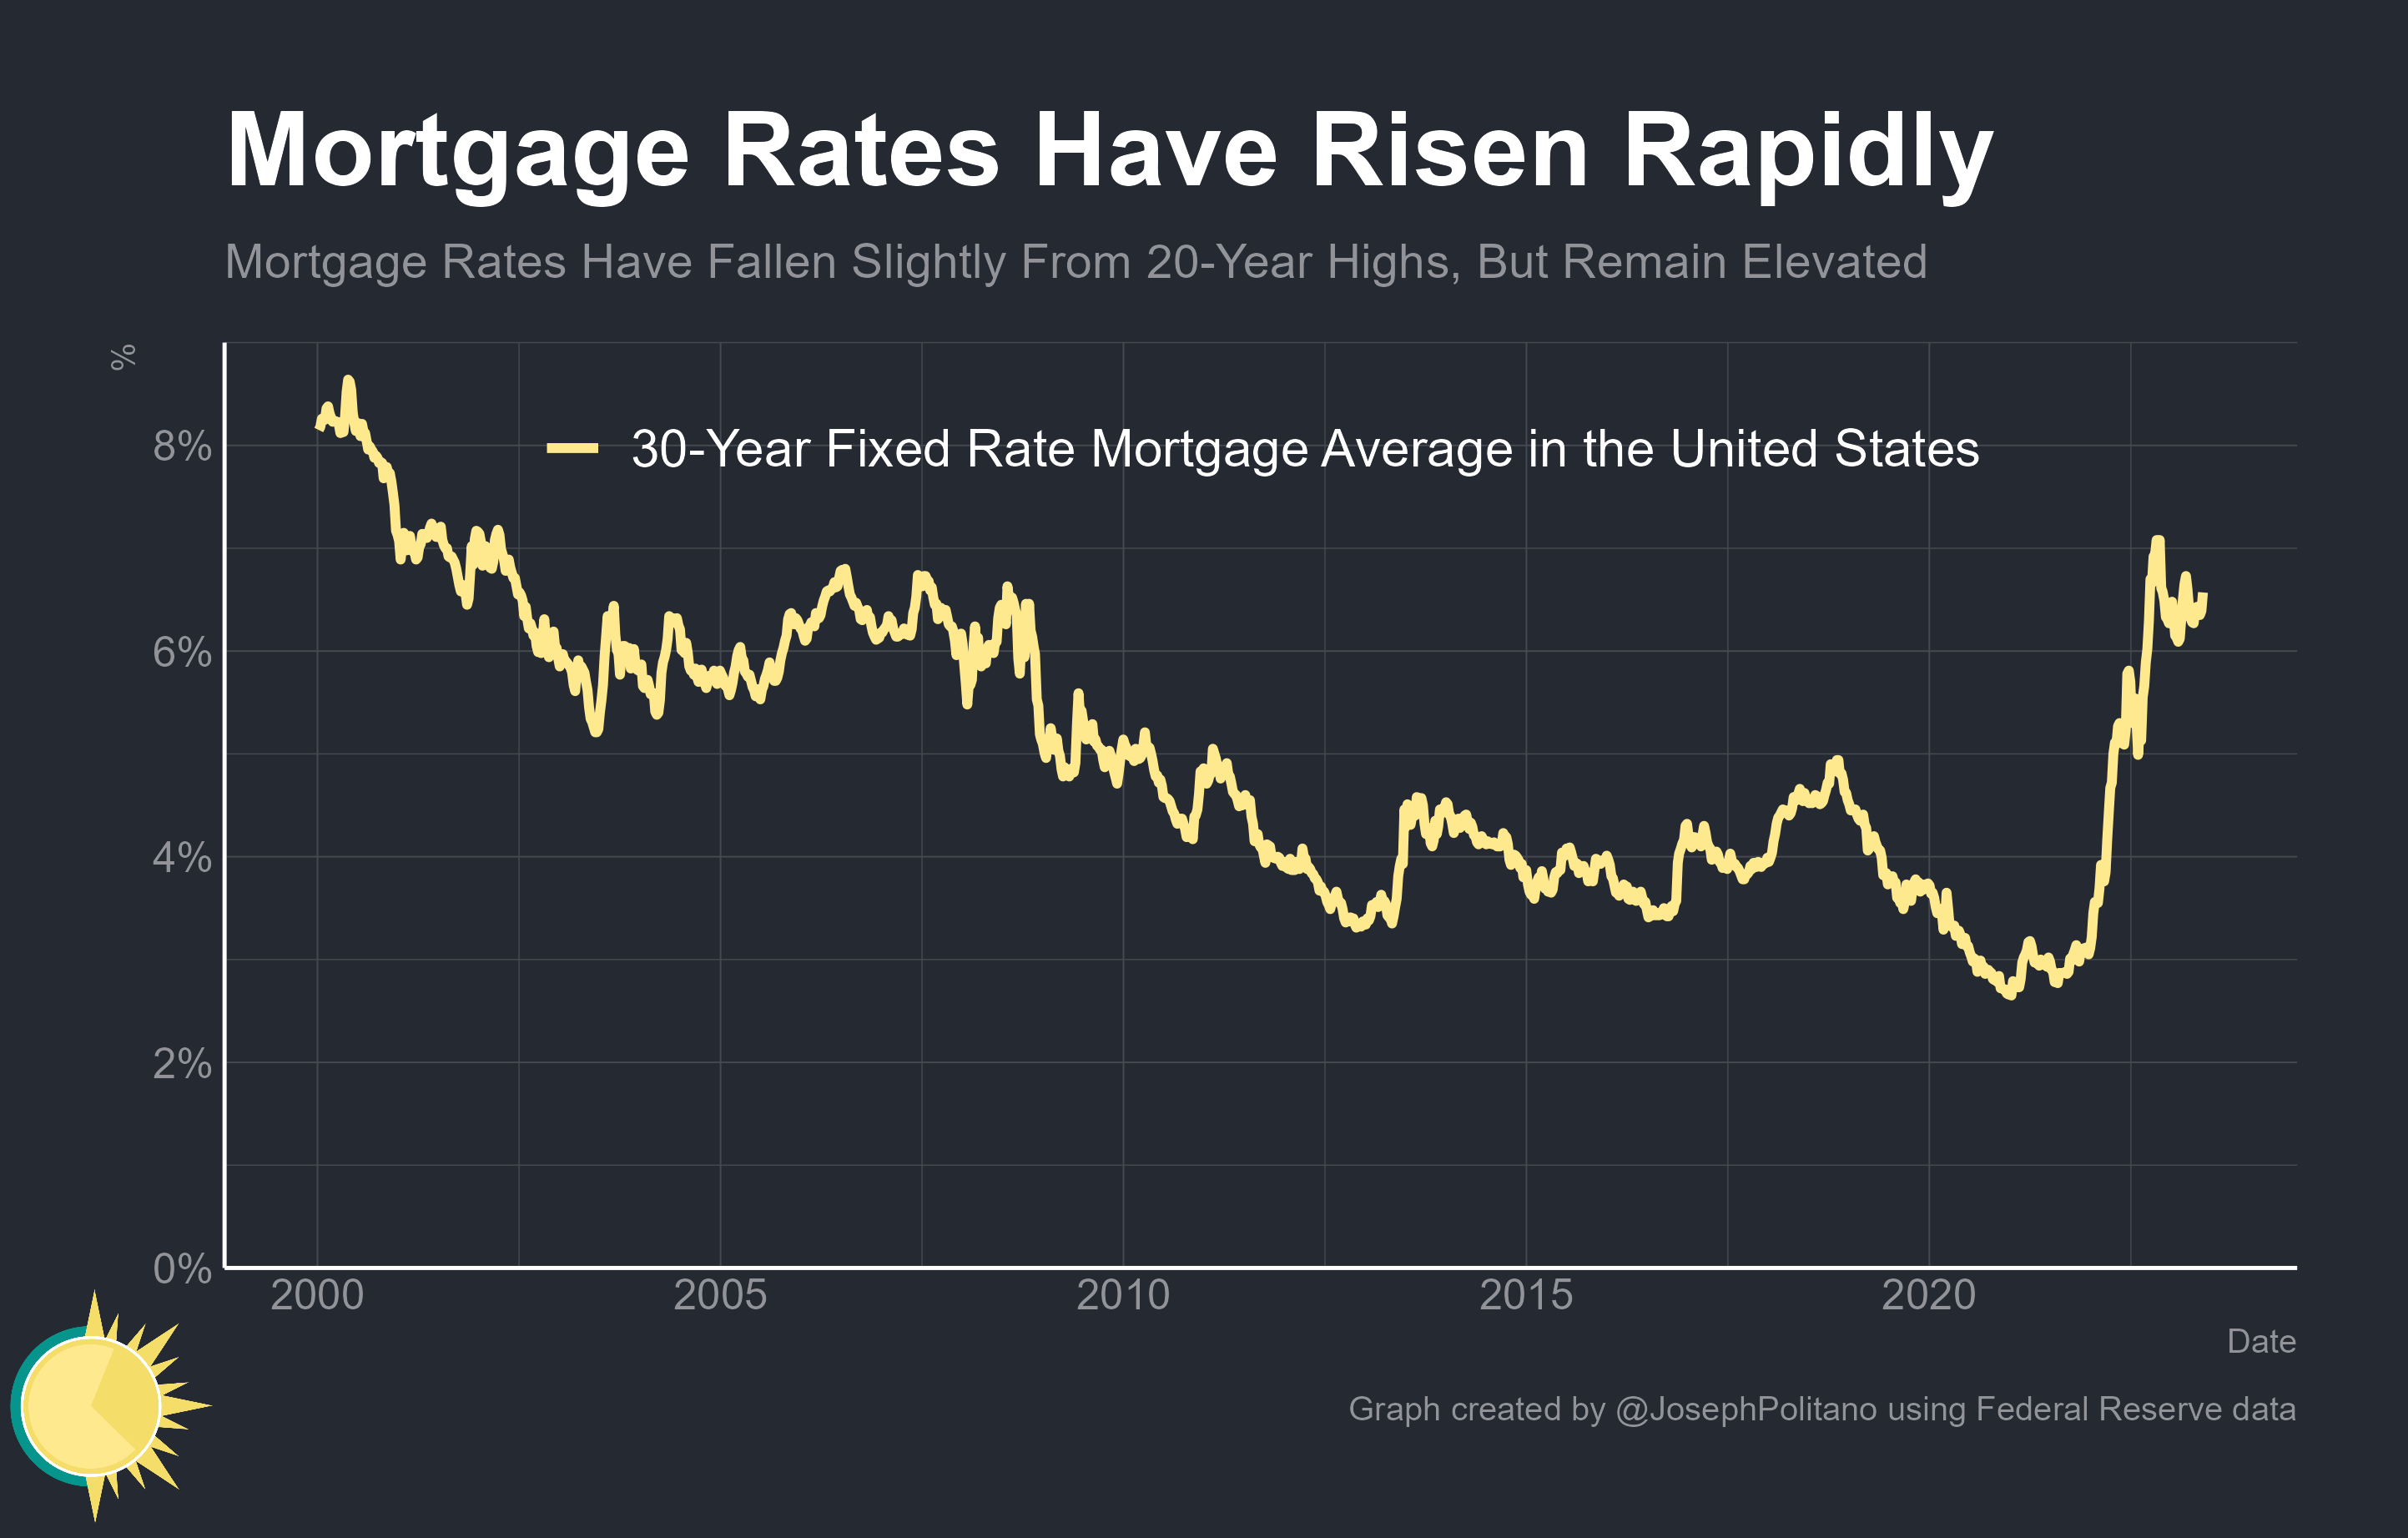 Mortgage Rates Have Risen Rapidly
Mortgage Rates Have Fallen Slightly From 20-Year Highs, But Remain Elevated
%
30-Year Fixed Rate Mortgage Average in the United States
8%
6%
4%
2%
0%
2000 2005 2010 2015 2020
Date
Graph created by @JosephPolitano using Federal Reserve data